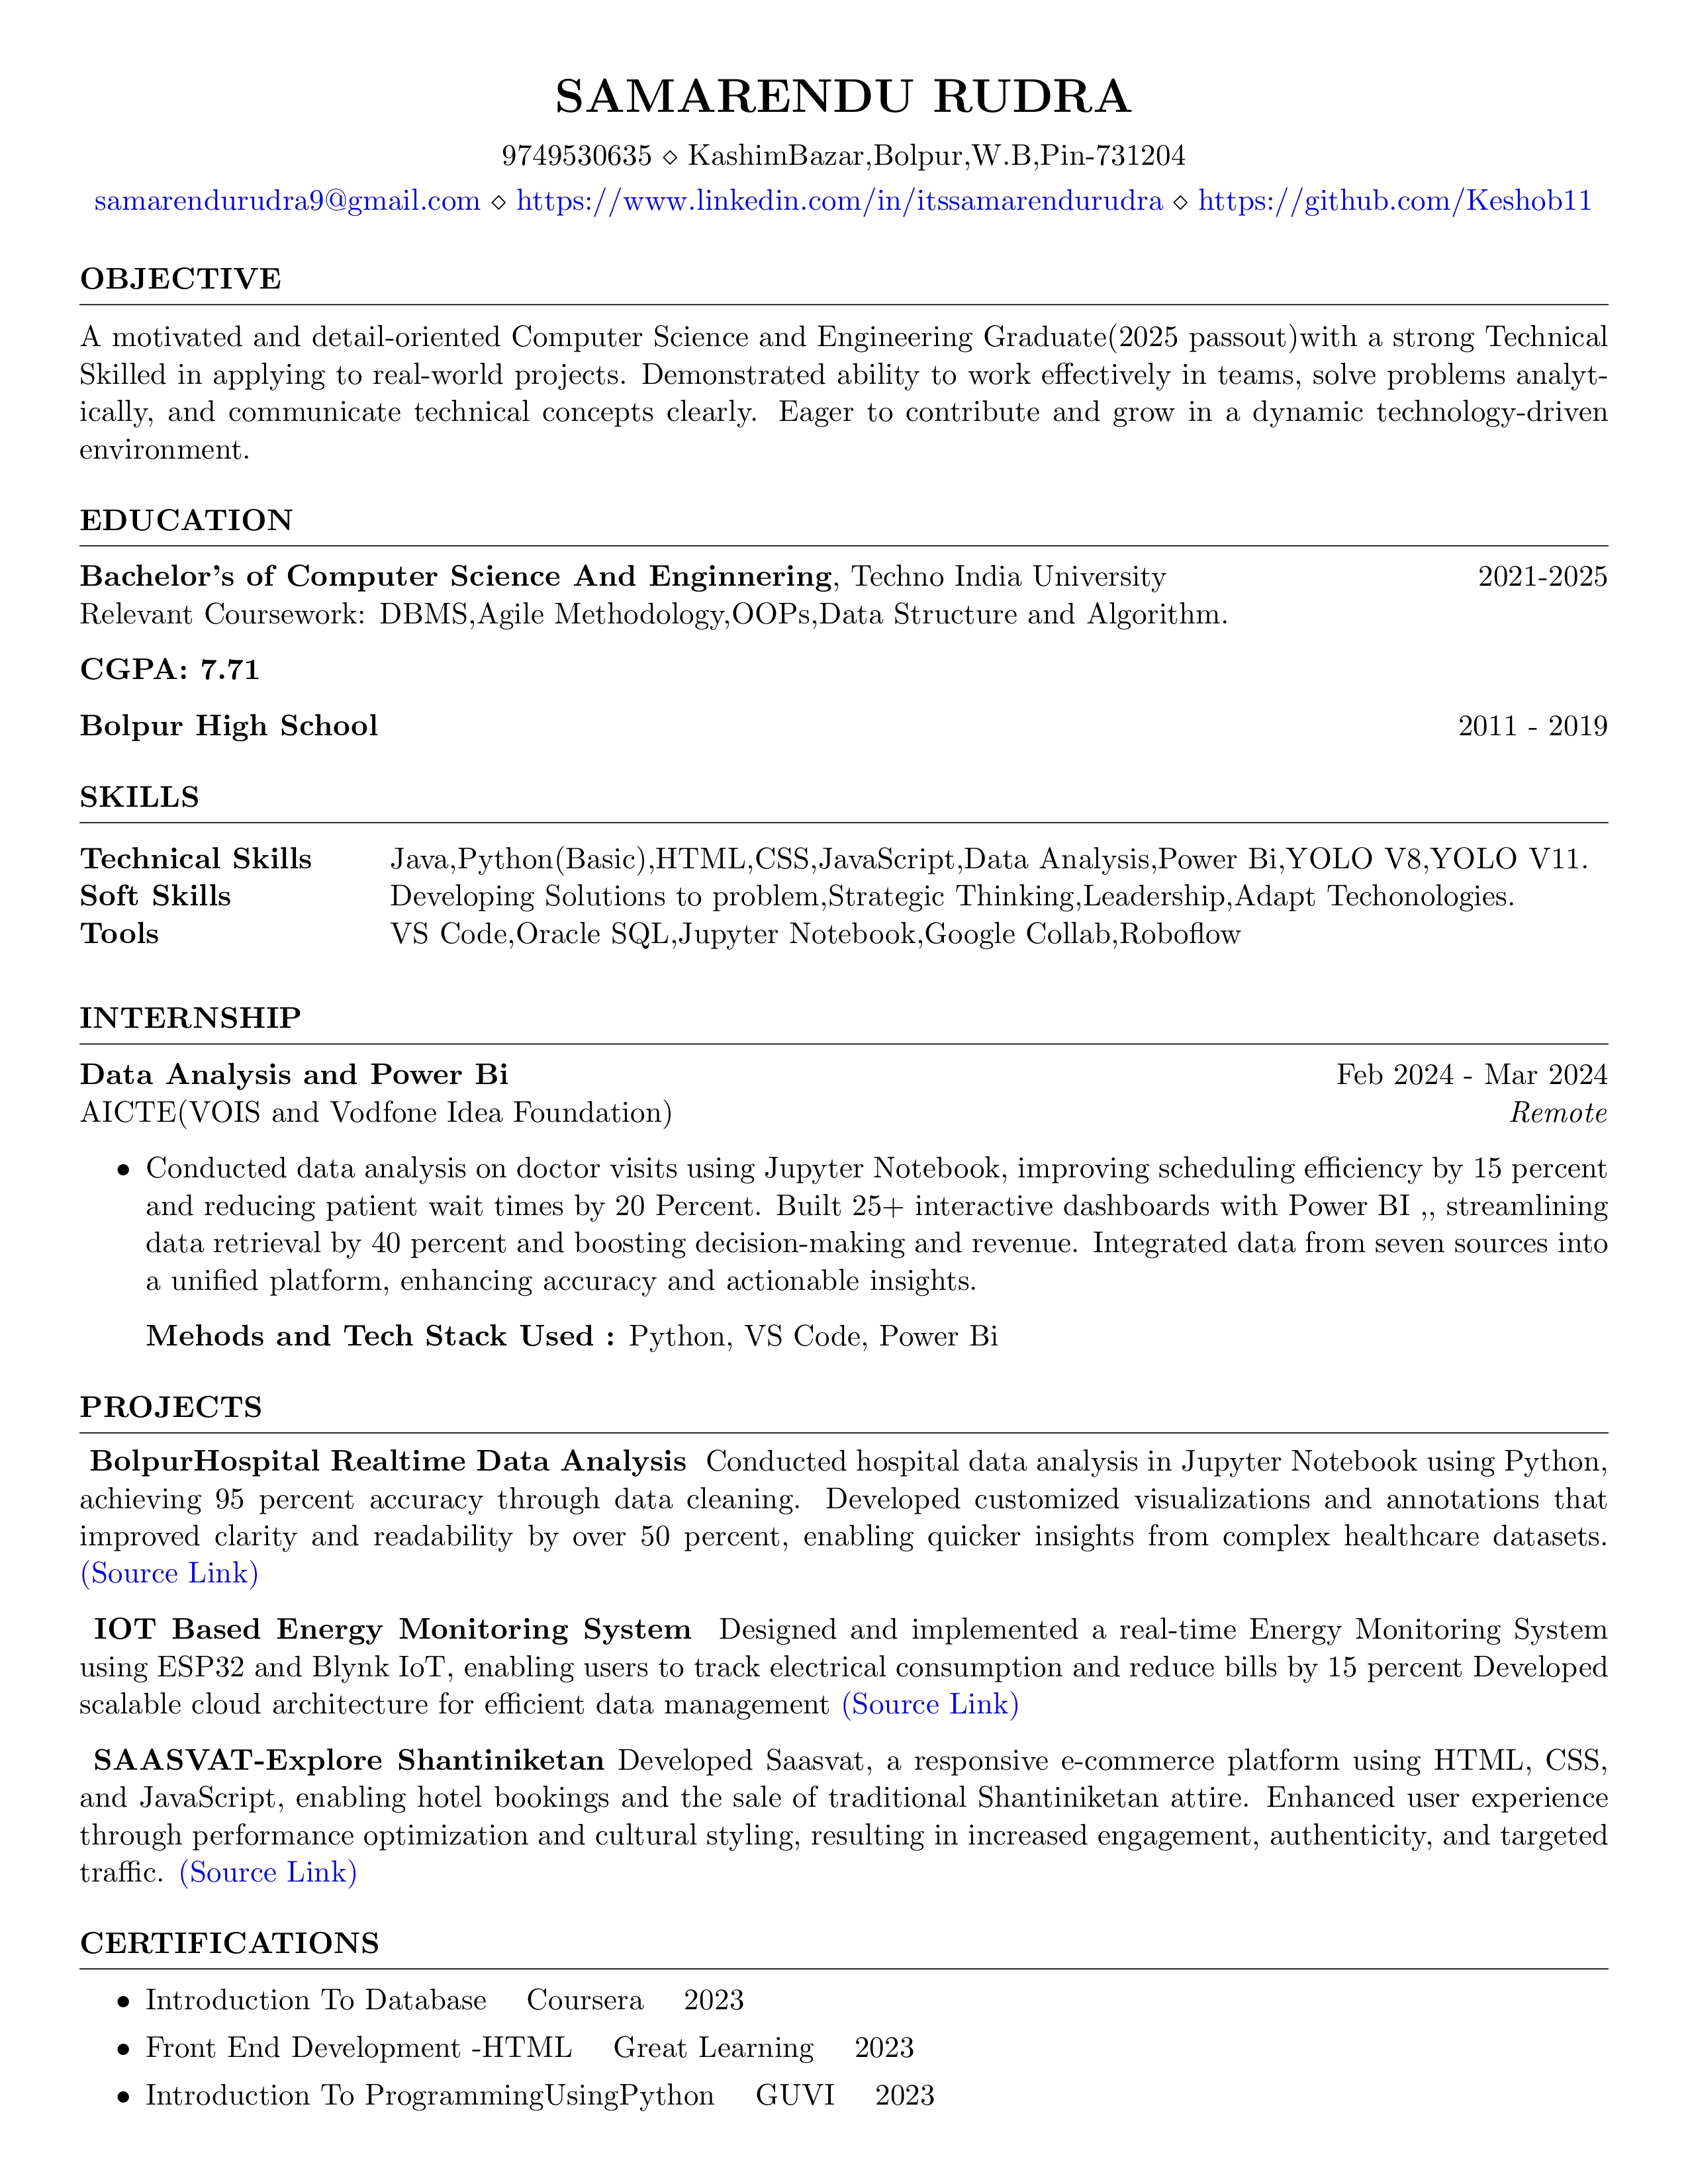 SAMARENDU RUDRA
9749530635 ⋄ KashimBazar,Bolpur,W.B,Pin-731204
samarendurudra9@gmail.com ⋄ https://www.linkedin.com/in/itssamarendurudra ⋄ https://github.com/Keshob11
OBJECTIVE
A motivated and detail-oriented Computer Science and Engineering Graduate(2025 passout)with a strong Technical
Skilled in applying to real-world projects. Demonstrated ability to work effectively in teams, solve problems analyt-
ically, and communicate technical concepts clearly. Eager to contribute and grow in a dynamic technology-driven
environment.
EDUCATION
Bachelor's of Computer Science And Enginnering, Techno India University 2021-2025
Relevant Coursework: DBMS,Agile Methodology,OOPs,Data Structure and Algorithm.
CGPA: 7.71
Bolpur High School 2011 - 2019
SKILLS
Technical Skills Java,Python(Basic),HTML,CSS,JavaScript,Data Analysis,Power Bi,YOLO V8,YOLO V11.
Soft Skills Developing Solutions to problem,Strategic Thinking,Leadership,Adapt Techonologies.
Tools VS Code,Oracle SQL,Jupyter Notebook,Google Collab,Roboflow
INTERNSHIP
Data Analysis and Power Bi Feb 2024 - Mar 2024
AICTE(VOIS and Vodfone Idea Foundation) Remote
• Conducted data analysis on doctor visits using Jupyter Notebook, improving scheduling efficiency by 15 percent
and reducing patient wait times by 20 Percent. Built 25+ interactive dashboards with Power BI ,, streamlining
data retrieval by 40 percent and boosting decision-making and revenue. Integrated data from seven sources into
a unified platform, enhancing accuracy and actionable insights.
Mehods and Tech Stack Used : Python, VS Code, Power Bi
PROJECTS
BolpurHospital Realtime Data Analysis Conducted hospital data analysis in Jupyter Notebook using Python,
achieving 95 percent accuracy through data cleaning. Developed customized visualizations and annotations that
improved clarity and readability by over 50 percent, enabling quicker insights from complex healthcare datasets.
(Source Link)
IOT Based Energy Monitoring System Designed and implemented a real-time Energy Monitoring System
using ESP32 and Blynk IoT, enabling users to track electrical consumption and reduce bills by 15 percent Developed
scalable cloud architecture for efficient data management (Source Link)
SAASVAT-Explore Shantiniketan Developed Saasvat, a responsive e-commerce platform using HTML, CSS,
and JavaScript, enabling hotel bookings and the sale of traditional Shantiniketan attire. Enhanced user experience
through performance optimization and cultural styling, resulting in increased engagement, authenticity, and targeted
traffic. (Source Link)
CERTIFICATIONS
• Introduction To Database Coursera 2023
• Front End Development -HTML Great Learning 2023
• Introduction To ProgrammingUsingPython GUVI 2023